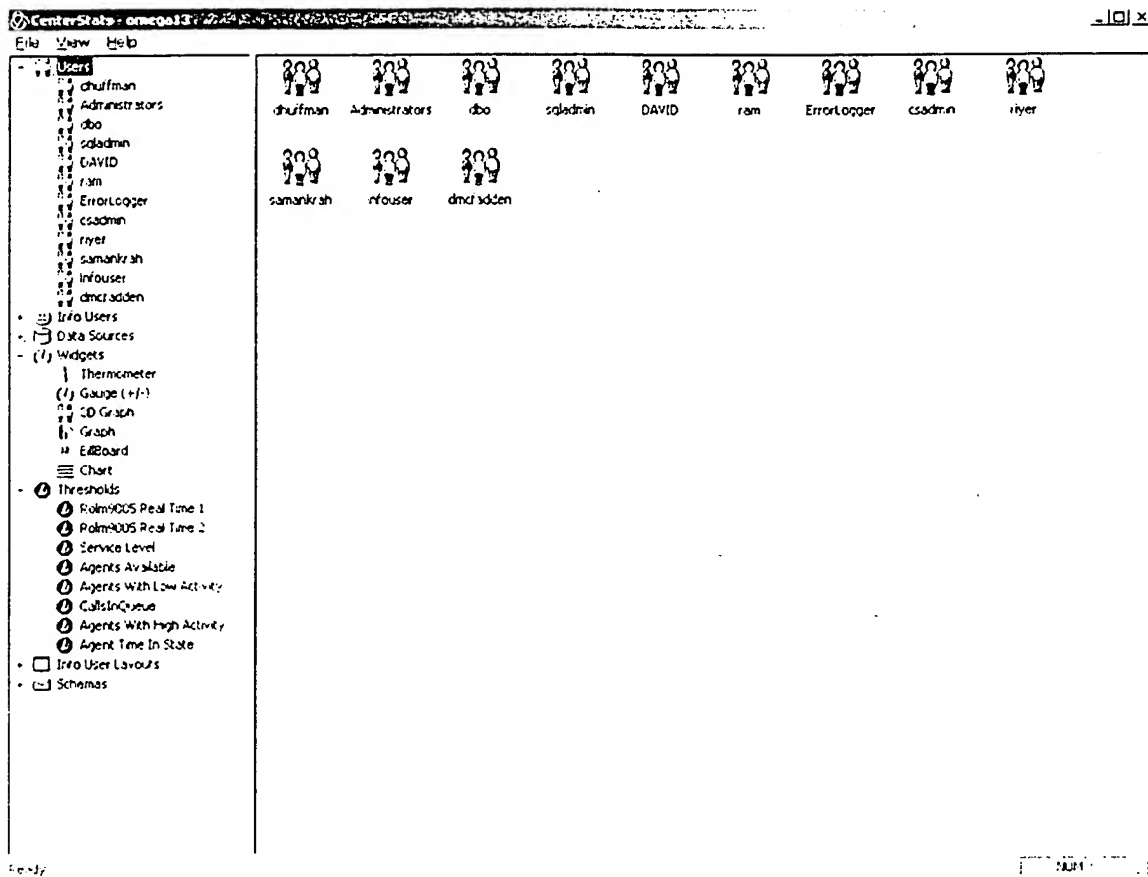 CenterStats - omega13
File View Help
Users
dhuffman
Administrators
dbo
sqladmin
DAVID
ram
ErrorLogger
csadmin
riyer
samankrah
infouser
dmcfadden
Info Users
Data Sources
Widgets
Thermometer
Gauge (+/-)
3D Graph
Graph
BillBoard
Chart
Thresholds
Rolm9005 Real Time 1
Rolm9005 Real Time 2
Service Level
Agents Available
Agents With Low Activity
CallsInQueue
Agents With High Activity
Agent Time In State
Info User Layouts
Schemas
dhuffman Administrators dbo sqladmin DAVID ram ErrorLogger csadmin riyer
samankrah infouser dmcfadden
Ready NUM